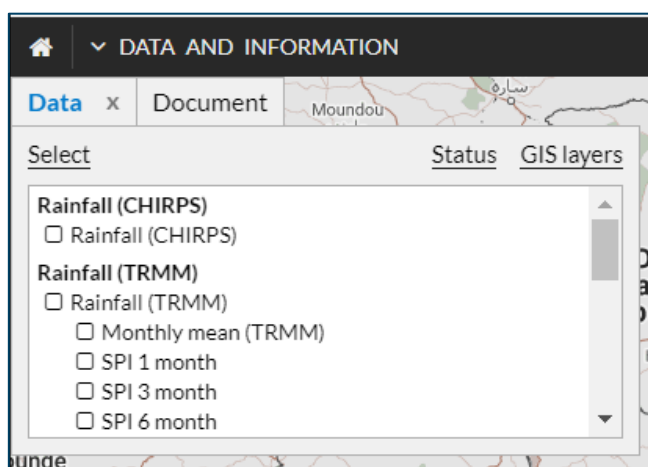 DATA AND INFORMATION
Data x Document
Moundou
ساره
Select Status GIS layers
Rainfall (CHIRPS)
Rainfall (CHIRPS)
Rainfall (TRMM)
Rainfall (TRMM)
Monthly mean (TRMM)
SPI 1 month
SPI 3 month
SPI 6 month